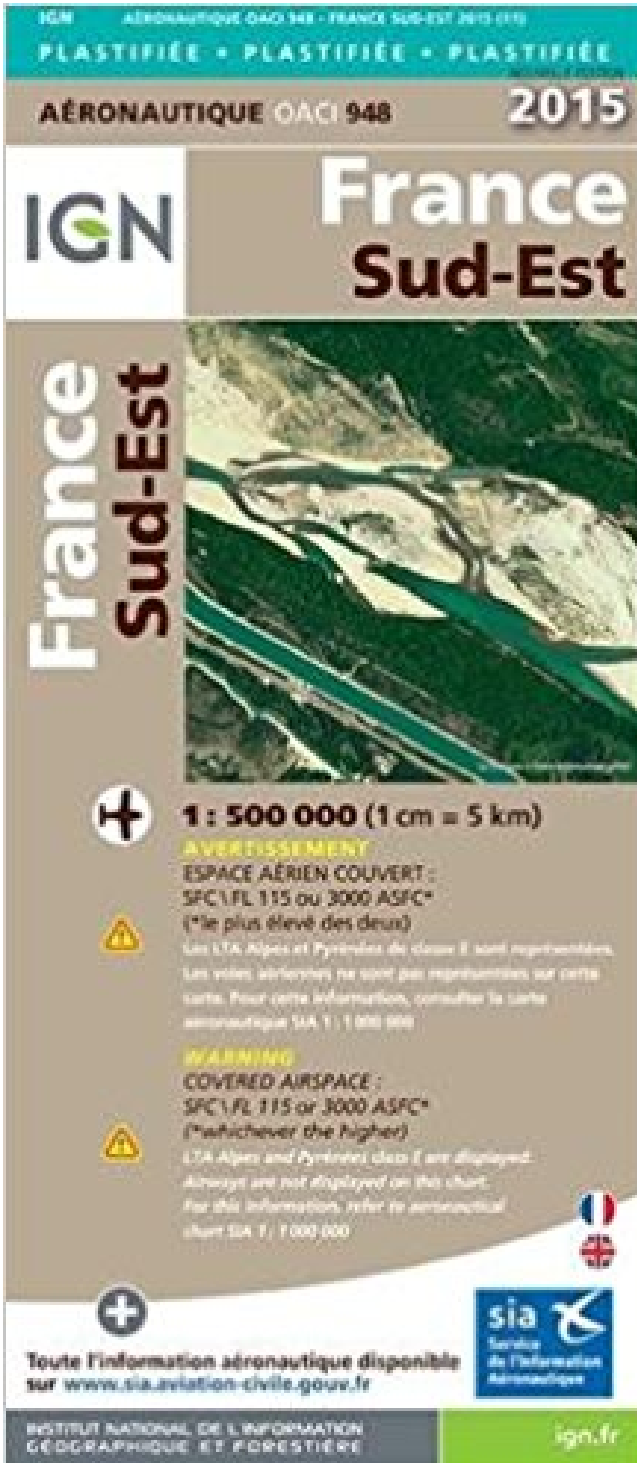 IGN AÉRONAUTIQUE OACI 948 - FRANCE SUD-EST 2015 (11)
PLASTIFIÉE • PLASTIFIÉE • PLASTIFIÉE
NOUVELLE ÉDITION
AÉRONAUTIQUE OACI 948
2015
IGN
France
Sud-Est
France
Sud-Est
1 : 500 000 (1 cm = 5 km)
AVERTISSEMENT
ESPACE AÉRIEN COUVERT :
SFC \ FL 115 ou 3000 ASFC*
(*le plus élevé des deux)
Les LTA Alpes et Pyrénées de classe E sont représentées.
Les voies aériennes ne sont pas représentées sur cette
carte. Pour cette information, consulter la carte
aéronautique SIA 1 : 1 000 000
WARNING
COVERED AIRSPACE :
SFC \ FL 115 or 3000 ASFC*
(*whichever the higher)
LTA Alpes and Pyrénées class E are displayed.
Airways are not displayed on this chart.
For this information, refer to aeronautical
chart SIA 1 : 1 000 000
sia
Service
de l'Information
Aéronautique
Toute l'information aéronautique disponible
sur www.sia.aviation-civile.gouv.fr
INSTITUT NATIONAL DE L'INFORMATION
GÉOGRAPHIQUE ET FORESTIÈRE
ign.fr